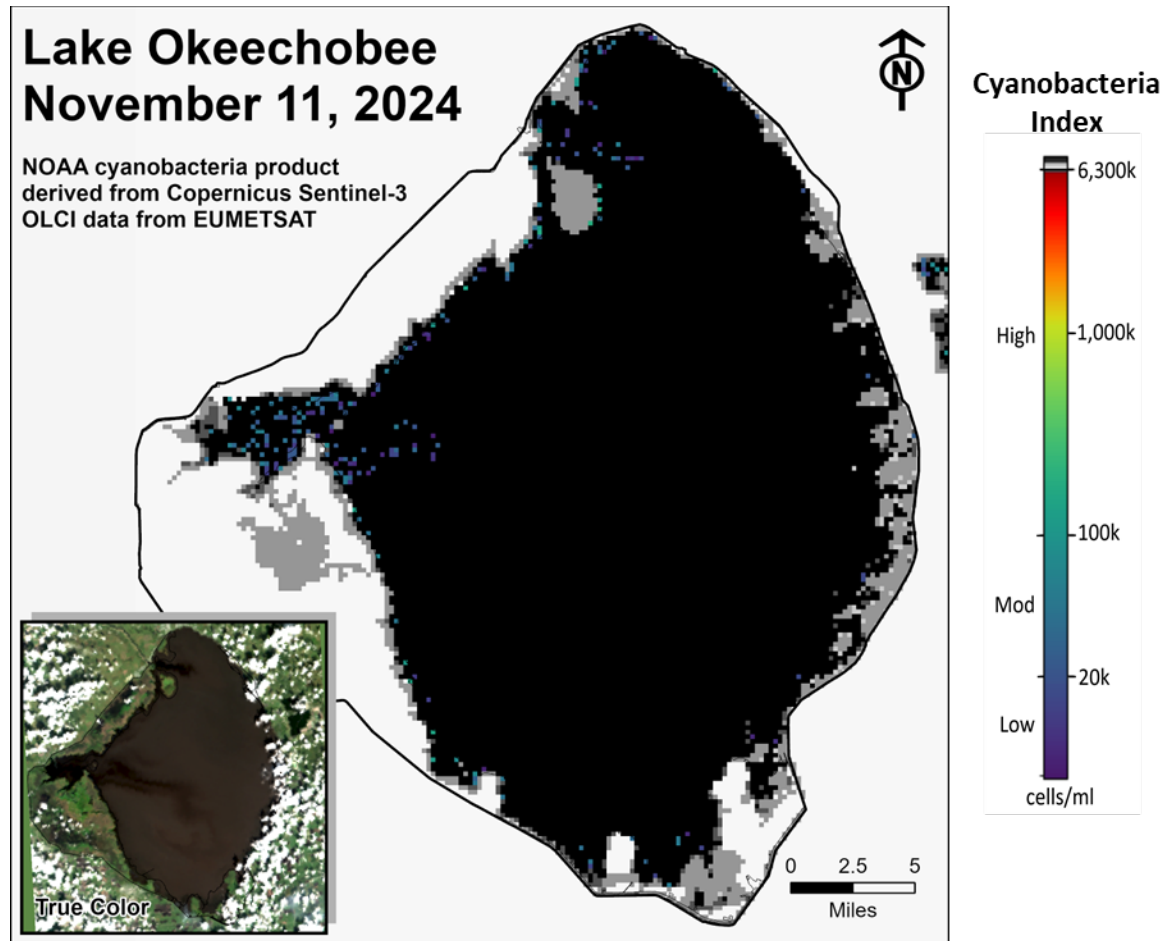 Lake Okeechobee
November 11, 2024
NOAA cyanobacteria product
derived from Copernicus Sentinel-3
OLCI data from EUMETSAT
N
Cyanobacteria
Index
6,300k
High
1,000k
100k
Mod
20k
Low
cells/ml
True Color
0 2.5 5
Miles